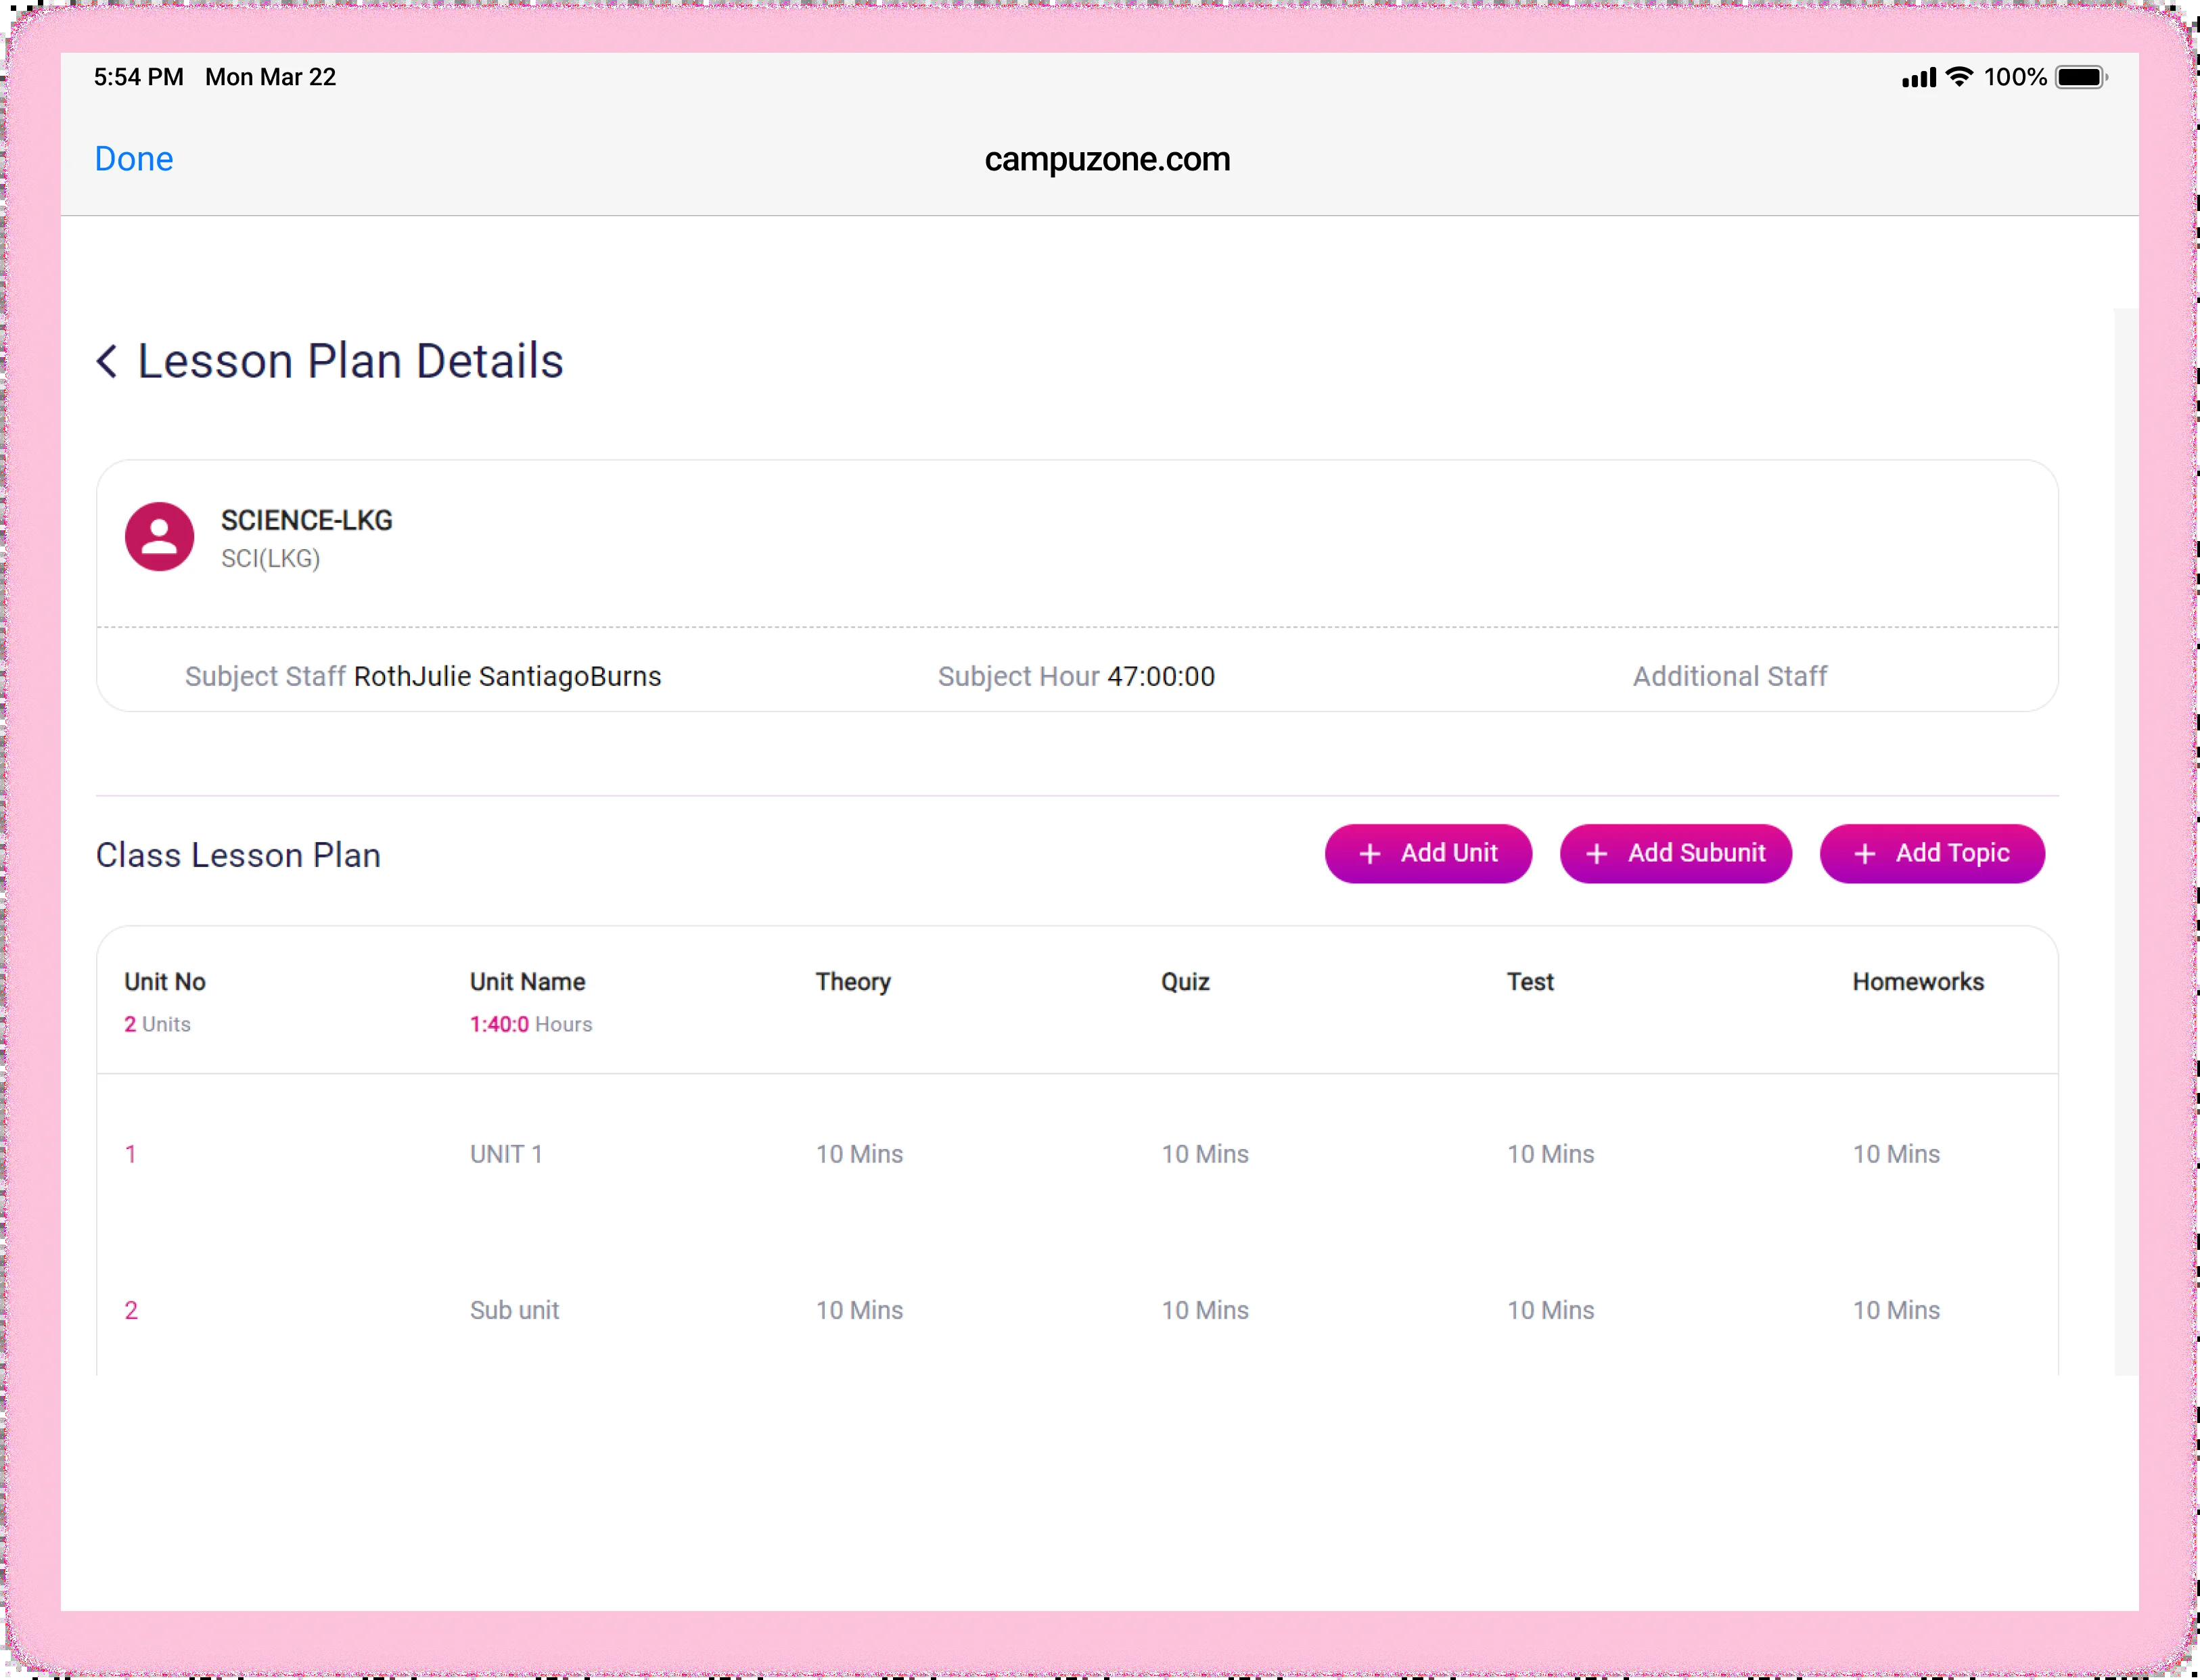 5:54 PM Mon Mar 22 100%
Done campuzone.com
Lesson Plan Details
SCIENCE-LKG
SCI(LKG)
Subject Staff RothJulie SantiagoBurns Subject Hour 47:00:00 Additional Staff
Class Lesson Plan + Add Unit + Add Subunit + Add Topic
Unit No Unit Name Theory Quiz Test Homeworks
2 Units 1:40:0 Hours
1 UNIT 1 10 Mins 10 Mins 10 Mins 10 Mins
2 Sub unit 10 Mins 10 Mins 10 Mins 10 Mins